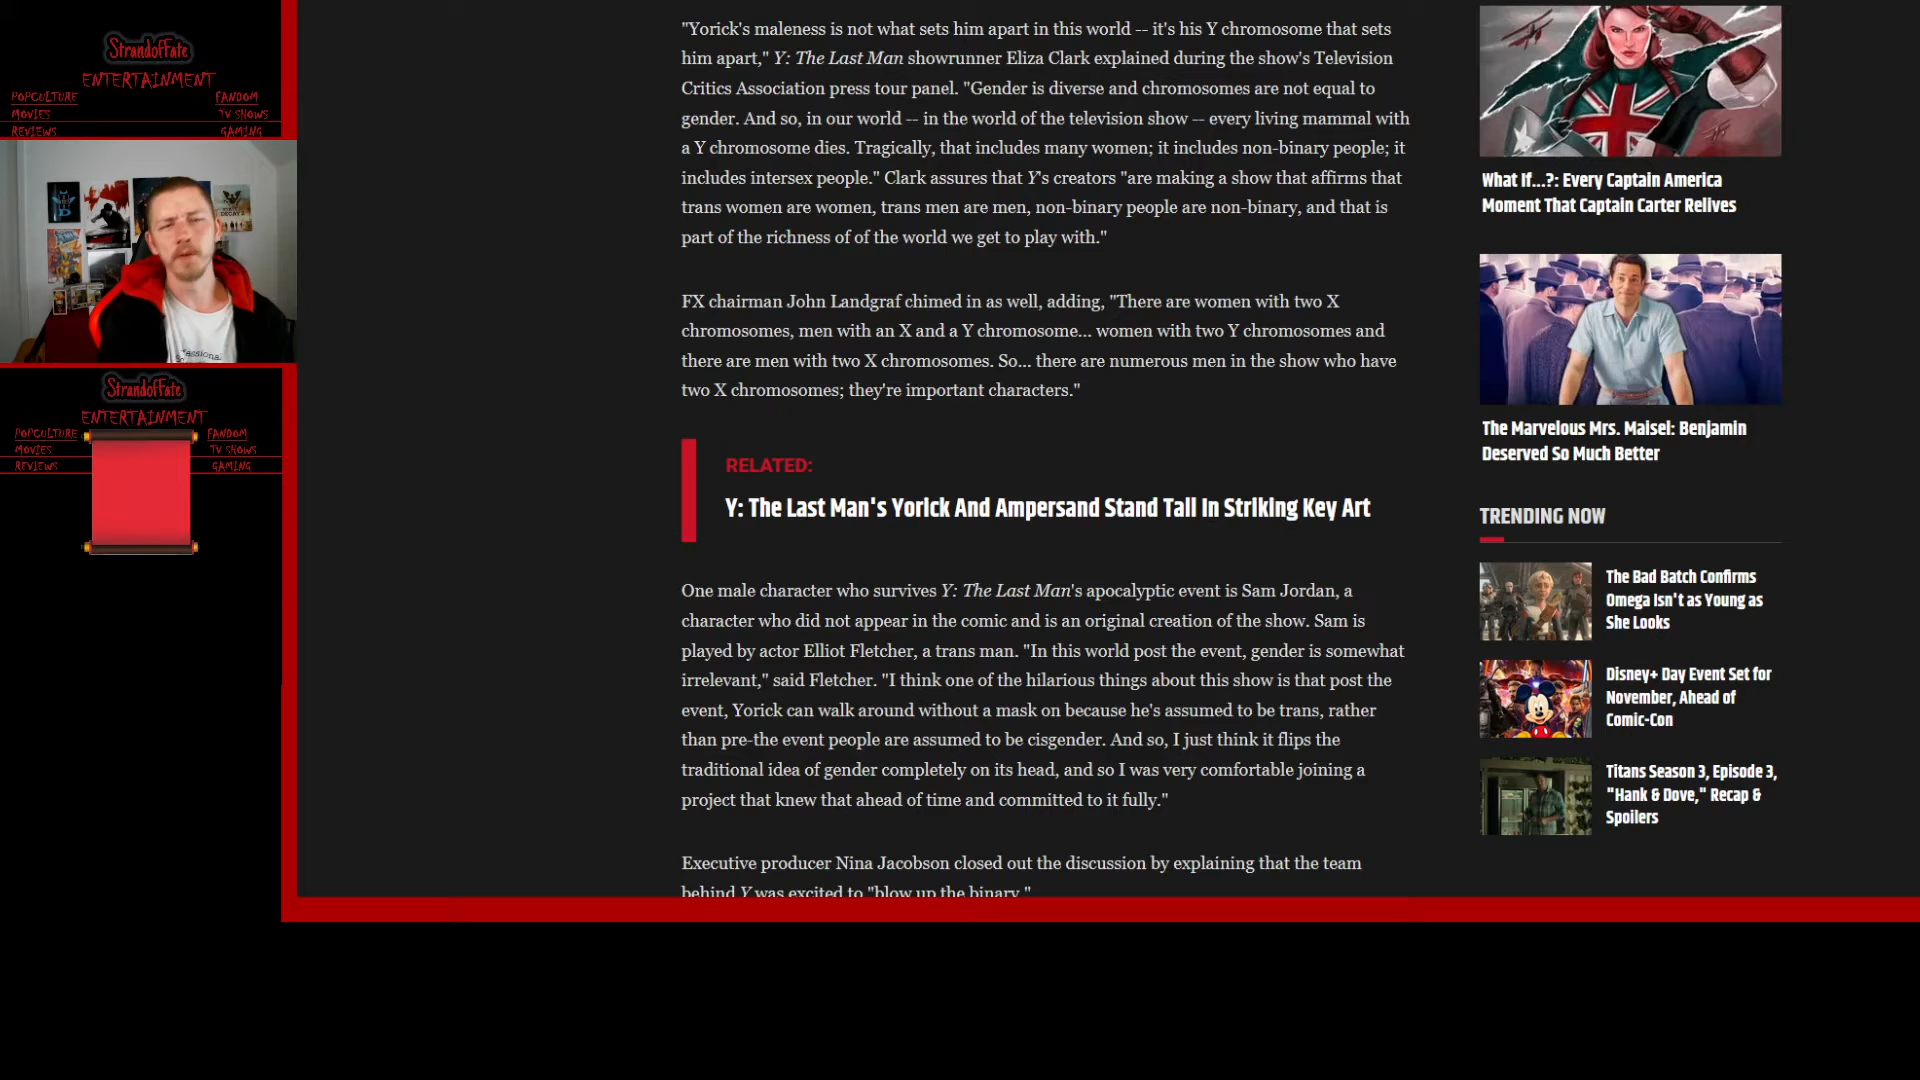 StrandofFate
ENTERTAINMENT
POPCULTURE
FANDOM
MOVIES
TV SHOWS
REVIEWS
GAMING
StrandofFate
ENTERTAINMENT
POPCULTURE
FANDOM
MOVIES
TV SHOWS
REVIEWS
GAMING
"Yorick's maleness is not what sets him apart in this world -- it's his Y chromosome that sets
him apart," Y: The Last Man showrunner Eliza Clark explained during the show's Television
Critics Association press tour panel. "Gender is diverse and chromosomes are not equal to
gender. And so, in our world -- in the world of the television show -- every living mammal with
a Y chromosome dies. Tragically, that includes many women; it includes non-binary people; it
includes intersex people." Clark assures that Y's creators "are making a show that affirms that
trans women are women, trans men are men, non-binary people are non-binary, and that is
part of the richness of of the world we get to play with."
FX chairman John Landgraf chimed in as well, adding, "There are women with two X
chromosomes, men with an X and a Y chromosome... women with two Y chromosomes and
there are men with two X chromosomes. So... there are numerous men in the show who have
two X chromosomes; they're important characters."
RELATED:
Y: The Last Man's Yorick And Ampersand Stand Tall In Striking Key Art
One male character who survives Y: The Last Man's apocalyptic event is Sam Jordan, a
character who did not appear in the comic and is an original creation of the show. Sam is
played by actor Elliot Fletcher, a trans man. "In this world post the event, gender is somewhat
irrelevant," said Fletcher. "I think one of the hilarious things about this show is that post the
event, Yorick can walk around without a mask on because he's assumed to be trans, rather
than pre-the event people are assumed to be cisgender. And so, I just think it flips the
traditional idea of gender completely on its head, and so I was very comfortable joining a
project that knew that ahead of time and committed to it fully."
Executive producer Nina Jacobson closed out the discussion by explaining that the team
behind Y was excited to "blow up the binary."
What If...?: Every Captain America
Moment That Captain Carter Relives
The Marvelous Mrs. Maisel: Benjamin
Deserved So Much Better
TRENDING NOW
The Bad Batch Confirms
Omega Isn't as Young as
She Looks
Disney+ Day Event Set for
November, Ahead of
Comic-Con
Titans Season 3, Episode 3,
"Hank & Dove," Recap &
Spoilers